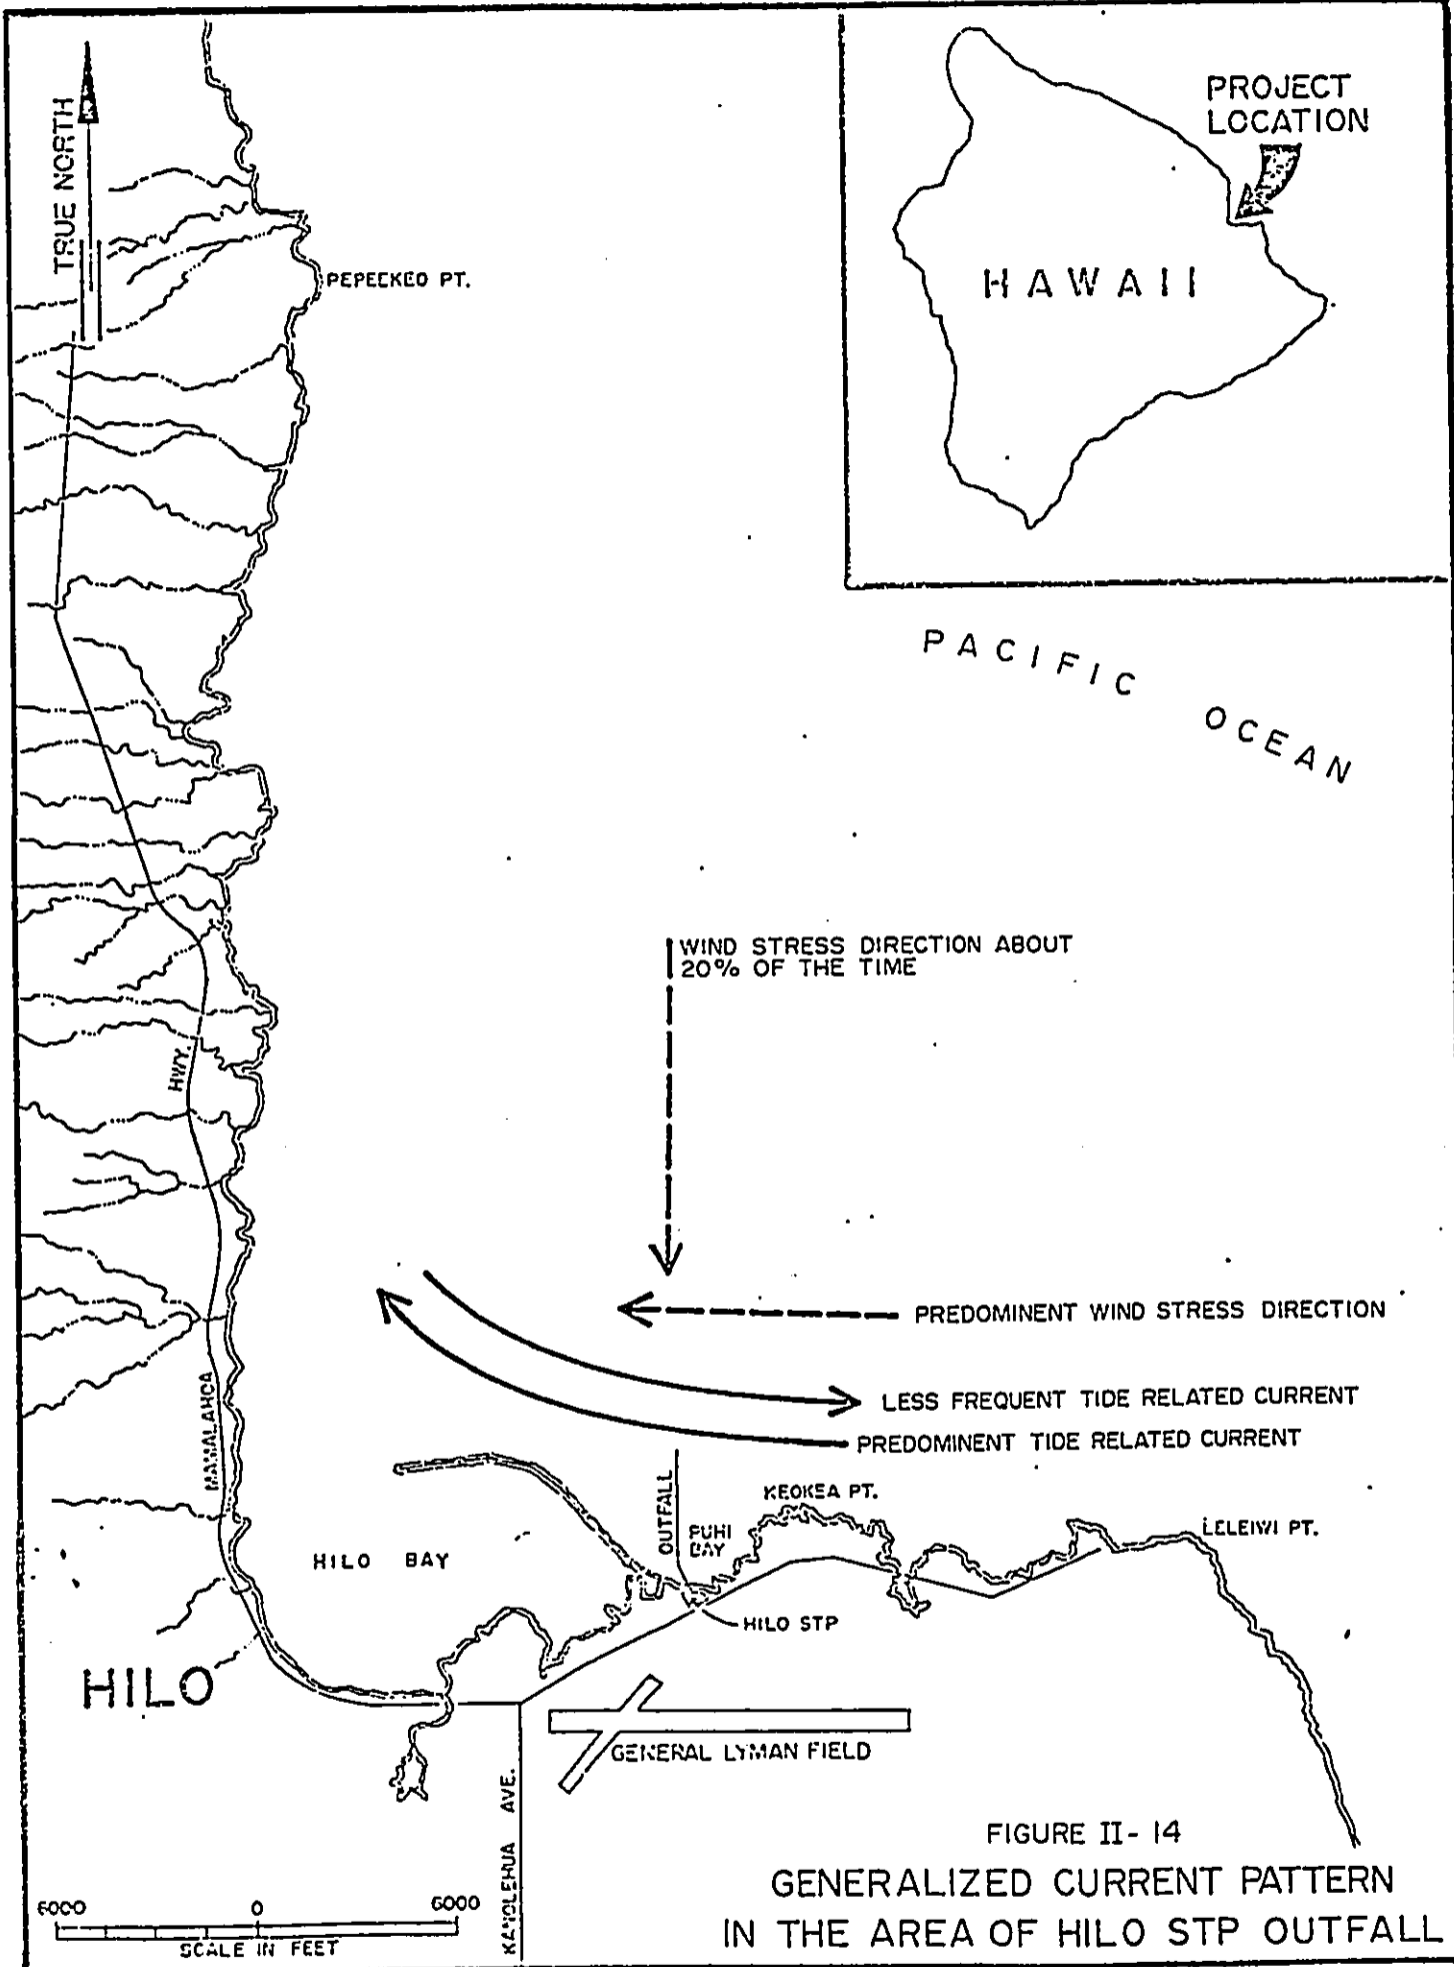 TRUE NORTH
PROJECT
LOCATION
HAWAII
PEPEEKEO PT.
PACIFIC OCEAN
WIND STRESS DIRECTION ABOUT
20% OF THE TIME
HWY.
PREDOMINENT WIND STRESS DIRECTION
LESS FREQUENT TIDE RELATED CURRENT
PREDOMINENT TIDE RELATED CURRENT
MAMALAHOA
OUTFALL
KEOKEA PT.
PUHI
BAY
LELEIWI PT.
HILO BAY
HILO STP
HILO
GENERAL LYMAN FIELD
KANOLEHUA AVE.
FIGURE II-14
GENERALIZED CURRENT PATTERN
IN THE AREA OF HILO STP OUTFALL
6000 0 6000
SCALE IN FEET